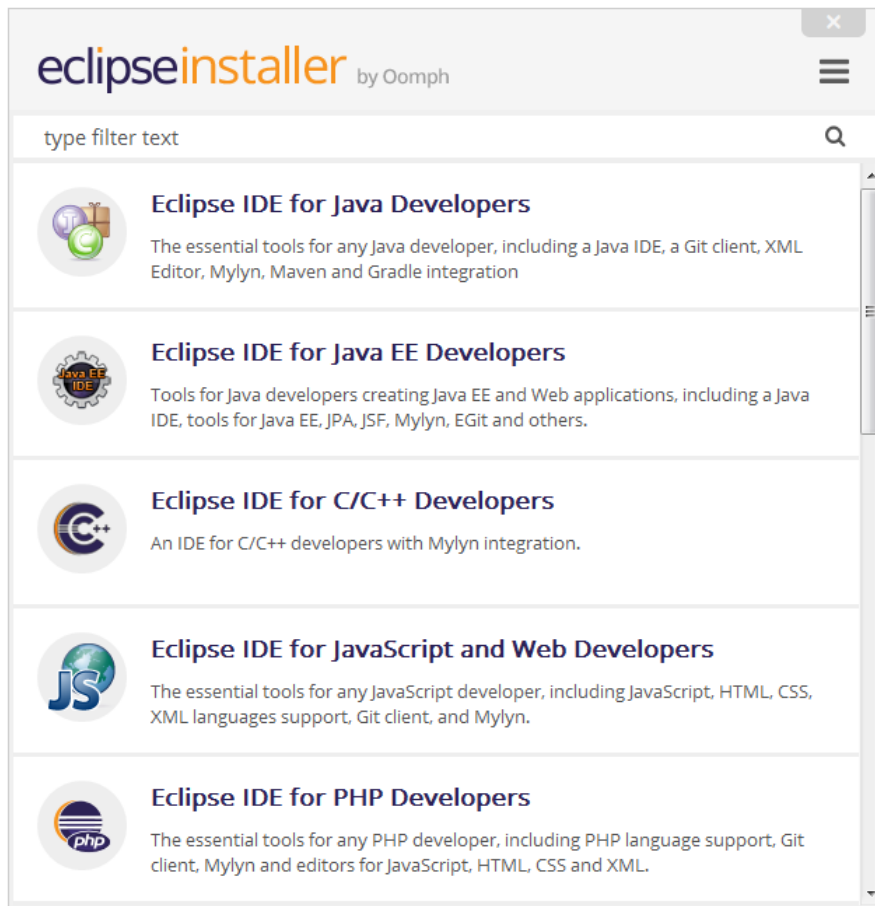 eclipseinstaller by Oomph
type filter text
Eclipse IDE for Java Developers
The essential tools for any Java developer, including a Java IDE, a Git client, XML
Editor, Mylyn, Maven and Gradle integration
Java EE
IDE
Eclipse IDE for Java EE Developers
Tools for Java developers creating Java EE and Web applications, including a Java
IDE, tools for Java EE, JPA, JSF, Mylyn, EGit and others.
C++
Eclipse IDE for C/C++ Developers
An IDE for C/C++ developers with Mylyn integration.
JS
Eclipse IDE for JavaScript and Web Developers
The essential tools for any JavaScript developer, including JavaScript, HTML, CSS,
XML languages support, Git client, and Mylyn.
php
Eclipse IDE for PHP Developers
The essential tools for any PHP developer, including PHP language support, Git
client, Mylyn and editors for JavaScript, HTML, CSS and XML.